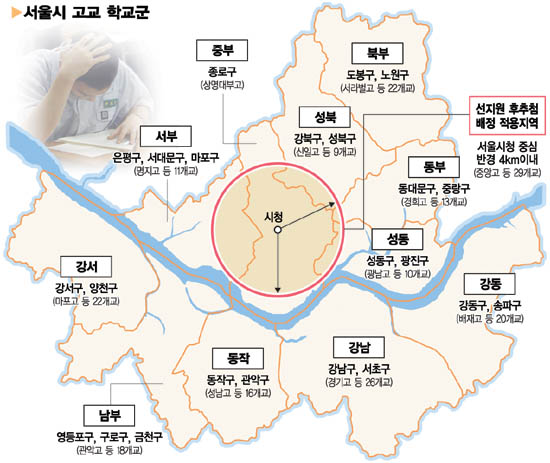 ▶서울시 고교 학교군
중부
종로구
(상명대부고)
북부
도봉구, 노원구
(시라벌고 등 22개교)
성북
강북구, 성북구
(신일고 등 9개교)
선지원 후추첨
배정 적용지역
서울시청 중심
반경 4km이내
(중앙고 등 29개교)
서부
은평구, 서대문구, 마포구
(명지고 등 11개교)
동부
동대문구, 중랑구
(경희고 등 13개교)
시청
성동
성동구, 광진구
(광남고 등 10개교)
강서
강서구, 양천구
(마포고 등 22개교)
강동
강동구, 송파구
(배재고 등 20개교)
동작
동작구, 관악구
(성남고 등 16개교)
강남
강남구, 서초구
(경기고 등 26개교)
남부
영등포구, 구로구, 금천구
(관악고 등 18개교)